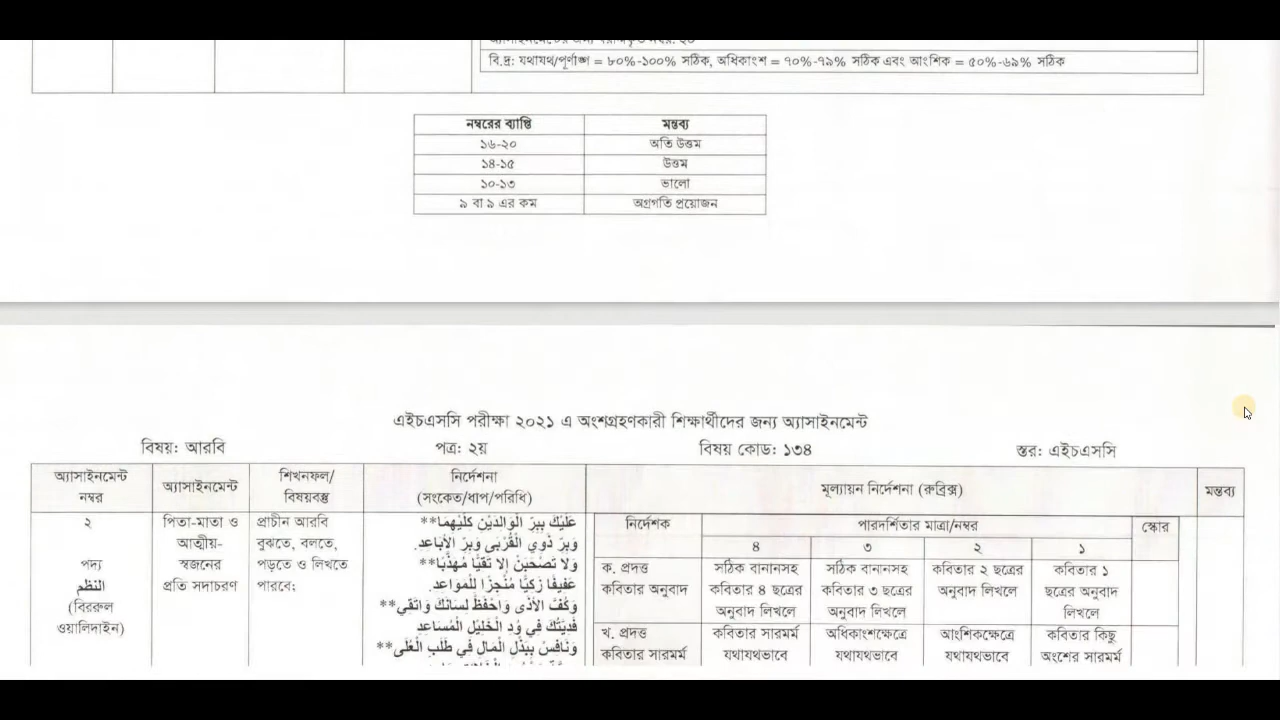 বি.দ্র: যথাযথ/পূর্ণাঙ্গ = ৮০%-১০০% সঠিক, অধিকাংশ = ৭০%-৭৯% সঠিক এবং আংশিক = ৫০%-৬৯% সঠিক
নম্বরের ব্যাপ্তি মন্তব্য
১৬-২০ অতি উত্তম
১৪-১৫ উত্তম
১০-১৩ ভালো
৯ বা ৯ এর কম অগ্রগতি প্রয়োজন
এইচএসসি পরীক্ষা ২০২১ এ অংশগ্রহণকারী শিক্ষার্থীদের জন্য অ্যাসাইনমেন্ট
বিষয়: আরবি পত্র: ২য় বিষয় কোড: ১৩৪ স্তর: এইচএসসি
অ্যাসাইনমেন্ট
নম্বর
অ্যাসাইনমেন্ট
শিখনফল/
বিষয়বস্তু
নির্দেশনা
(সংকেত/ধাপ/পরিধি)
মূল্যায়ন নির্দেশনা (রুব্রিক্স)
মন্তব্য
২
পদ্য
النظم
(বিররুল
ওয়ালিদাইন)
পিতা-মাতা ও
আত্মীয়-
স্বজনের
প্রতি সদাচরণ
প্রাচীন আরবি
বুঝতে, বলতে,
পড়তে ও লিখতে
পারবে;
عَلَيْكَ بِبِرِّ الْوَالِدَيْنِ كِلَيْهِمَا**
وَبِرِّ ذَوِي الْقُرْبَى وَبِرِّ الْأَبَاعِدِ.
وَلَا تَصْحَبَنْ إِلَّا تَقِيًّا مُهَذَّبًا**
عَفِيفًا زَكِيًّا مُنْجِزًا لِلْمَوَاعِدِ.
وَكُفَّ الْأَذَى وَاحْفَظْ لِسَانَكَ وَاتَّقِي**
فَدَيْتُكَ فِي وُدِّ الْخَلِيلِ الْمُسَاعِدِ
وَنَافِسْ بِبَذْلِ الْمَالِ فِي طَلَبِ الْعُلَى**
নির্দেশক পারদর্শিতার মাত্রা/নম্বর স্কোর
৪ ৩ ২ ১
ক. প্রদত্ত
কবিতার অনুবাদ
সঠিক বানানসহ
কবিতার ৪ ছত্রের
অনুবাদ লিখলে
সঠিক বানানসহ
কবিতার ৩ ছত্রের
অনুবাদ লিখলে
কবিতার ২ ছত্রের
অনুবাদ লিখলে
কবিতার ১
ছত্রের অনুবাদ
লিখলে
খ. প্রদত্ত
কবিতার সারমর্ম
কবিতার সারমর্ম
যথাযথভাবে
অধিকাংশক্ষেত্রে
যথাযথভাবে
আংশিকক্ষেত্রে
যথাযথভাবে
কবিতার কিছু
অংশের সারমর্ম